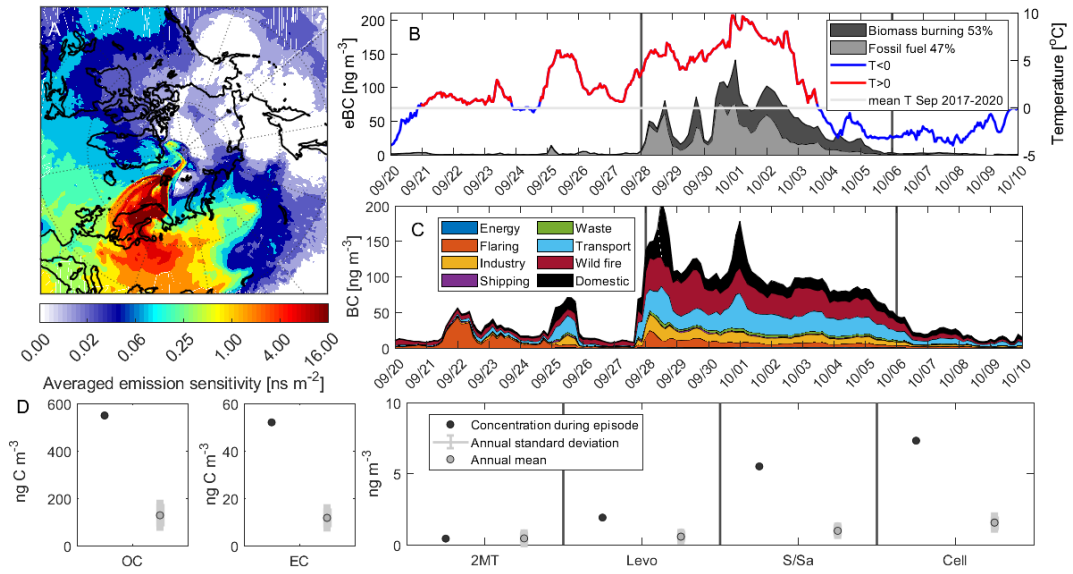 A
0.00
0.02
0.06
0.25
1.00
4.00
16.00
Averaged emission sensitivity [ns m-2]
B
200
150
100
50
0
eBC [ng m-3]
Biomass burning 53%
Fossil fuel 47%
T<0
T>0
mean T Sep 2017-2020
10
5
0
-5
Temperature [°C]
09/20
09/21
09/22
09/23
09/24
09/25
09/26
09/27
09/28
09/29
09/30
10/01
10/02
10/03
10/04
10/05
10/06
10/07
10/08
10/09
10/10
C
200
150
100
50
0
BC [ng m-3]
Energy
Flaring
Industry
Shipping
Waste
Transport
Wild fire
Domestic
09/20
09/21
09/22
09/23
09/24
09/25
09/26
09/27
09/28
09/29
09/30
10/01
10/02
10/03
10/04
10/05
10/06
10/07
10/08
10/09
10/10
D
600
400
200
0
ng C m-3
OC
60
40
20
0
ng C m-3
EC
10
5
0
ng m-3
Concentration during episode
Annual standard deviation
Annual mean
2MT
Levo
S/Sa
Cell